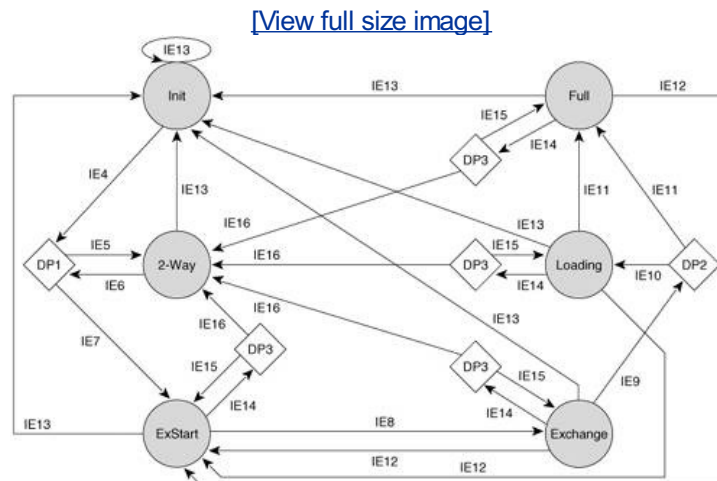 [View full size image]
IE13
Init
IE13
Full
IE12
IE15
IE14
DP3
IE4
IE13
IE11
IE11
IE16
IE13
DP1
IE5
IE6
2-Way
IE16
DP3
IE15
IE14
Loading
IE10
DP2
IE16
IE13
IE7
IE16
DP3
IE15
IE14
DP3
IE15
IE14
IE9
IE13
ExStart
IE8
Exchange
IE12
IE12